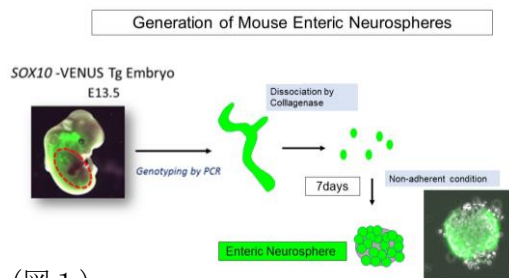 Generation of Mouse Enteric Neurospheres
SOX10 -VENUS Tg Embryo
E13.5
Genotyping by PCR
Dissociation by
Collagenase
7days
Non-adherent condition
Enteric Neurosphere
(図1)